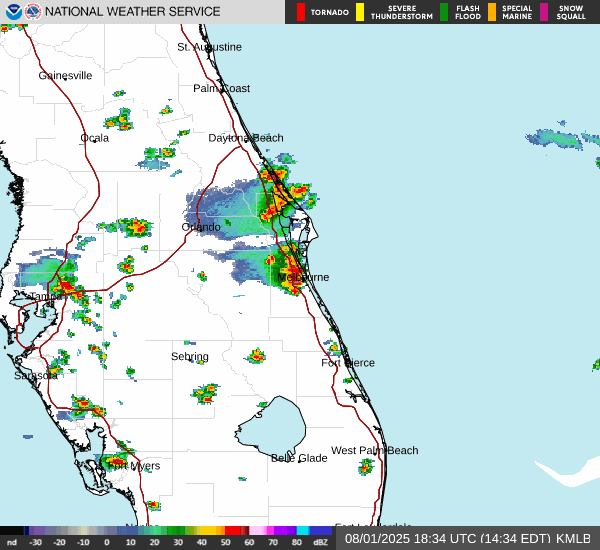 NATIONAL WEATHER SERVICE
TORNADO
SEVERE THUNDERSTORM
FLASH FLOOD
SPECIAL MARINE
SNOW SQUALL
St. Augustine
Gainesville
Palm Coast
Ocala
Daytona Beach
Orlando
Melbourne
Tampa
Sebring
Fort Pierce
Sarasota
West Palm Beach
Belle Glade
Fort Myers
Fort Lauderdale
nd -30 -20 -10 0 10 20 30 40 50 60 70 80 dBZ
08/01/2025 18:34 UTC (14:34 EDT) KMLB